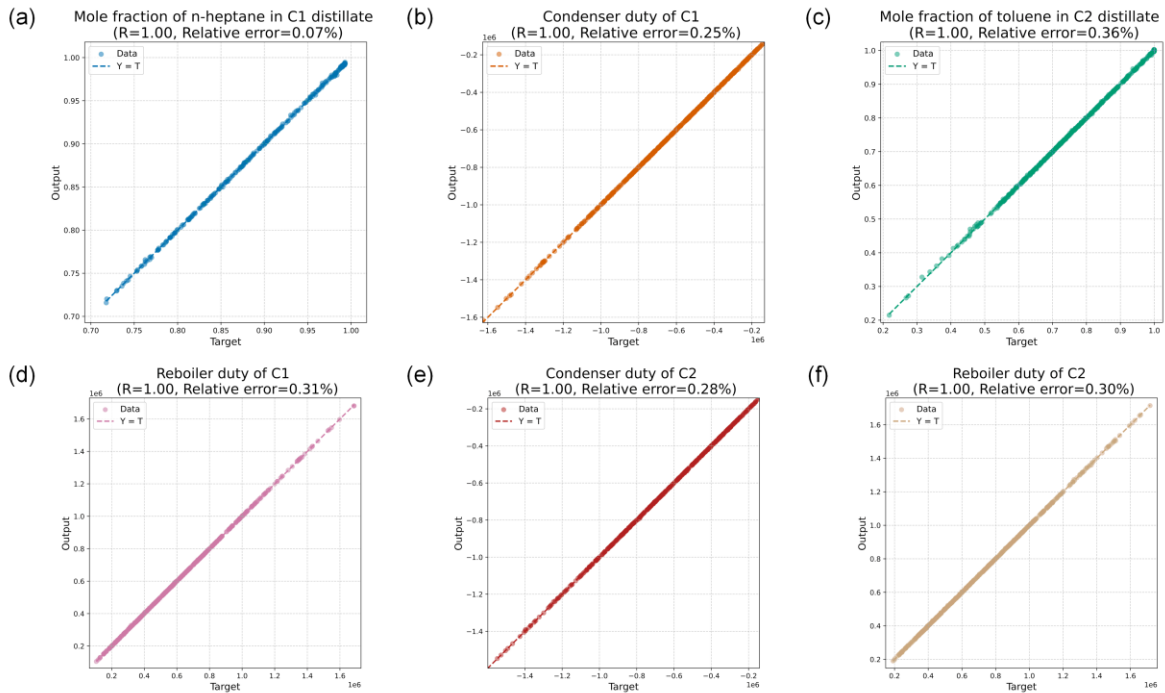 (a)
Mole fraction of n-heptane in C1 distillate
(R=1.00, Relative error=0.07%)
Data
Y = T
1.00
0.95
0.90
0.85
0.80
0.75
0.70
Output
0.70
0.75
0.80
0.85
0.90
0.95
1.00
Target
(b)
Condenser duty of C1
(R=1.00, Relative error=0.25%)
1e6
Data
Y = T
−0.2
−0.4
−0.6
−0.8
−1.0
−1.2
−1.4
−1.6
Output
−1.6
−1.4
−1.2
−1.0
−0.8
−0.6
−0.4
−0.2
1e6
Target
(c)
Mole fraction of toluene in C2 distillate
(R=1.00, Relative error=0.36%)
Data
Y = T
1.0
0.9
0.8
0.7
0.6
0.5
0.4
0.3
0.2
Output
0.2
0.3
0.4
0.5
0.6
0.7
0.8
0.9
1.0
Target
(d)
Reboiler duty of C1
(R=1.00, Relative error=0.31%)
1e6
Data
Y = T
1.6
1.4
1.2
1.0
0.8
0.6
0.4
0.2
Output
0.2
0.4
0.6
0.8
1.0
1.2
1.4
1.6
1e6
Target
(e)
Condenser duty of C2
(R=1.00, Relative error=0.28%)
1e6
Data
Y = T
−0.2
−0.4
−0.6
−0.8
−1.0
−1.2
−1.4
Output
−1.4
−1.2
−1.0
−0.8
−0.6
−0.4
−0.2
1e6
Target
(f)
Reboiler duty of C2
(R=1.00, Relative error=0.30%)
1e6
Data
Y = T
1.6
1.4
1.2
1.0
0.8
0.6
0.4
0.2
Output
0.2
0.4
0.6
0.8
1.0
1.2
1.4
1.6
1e6
Target